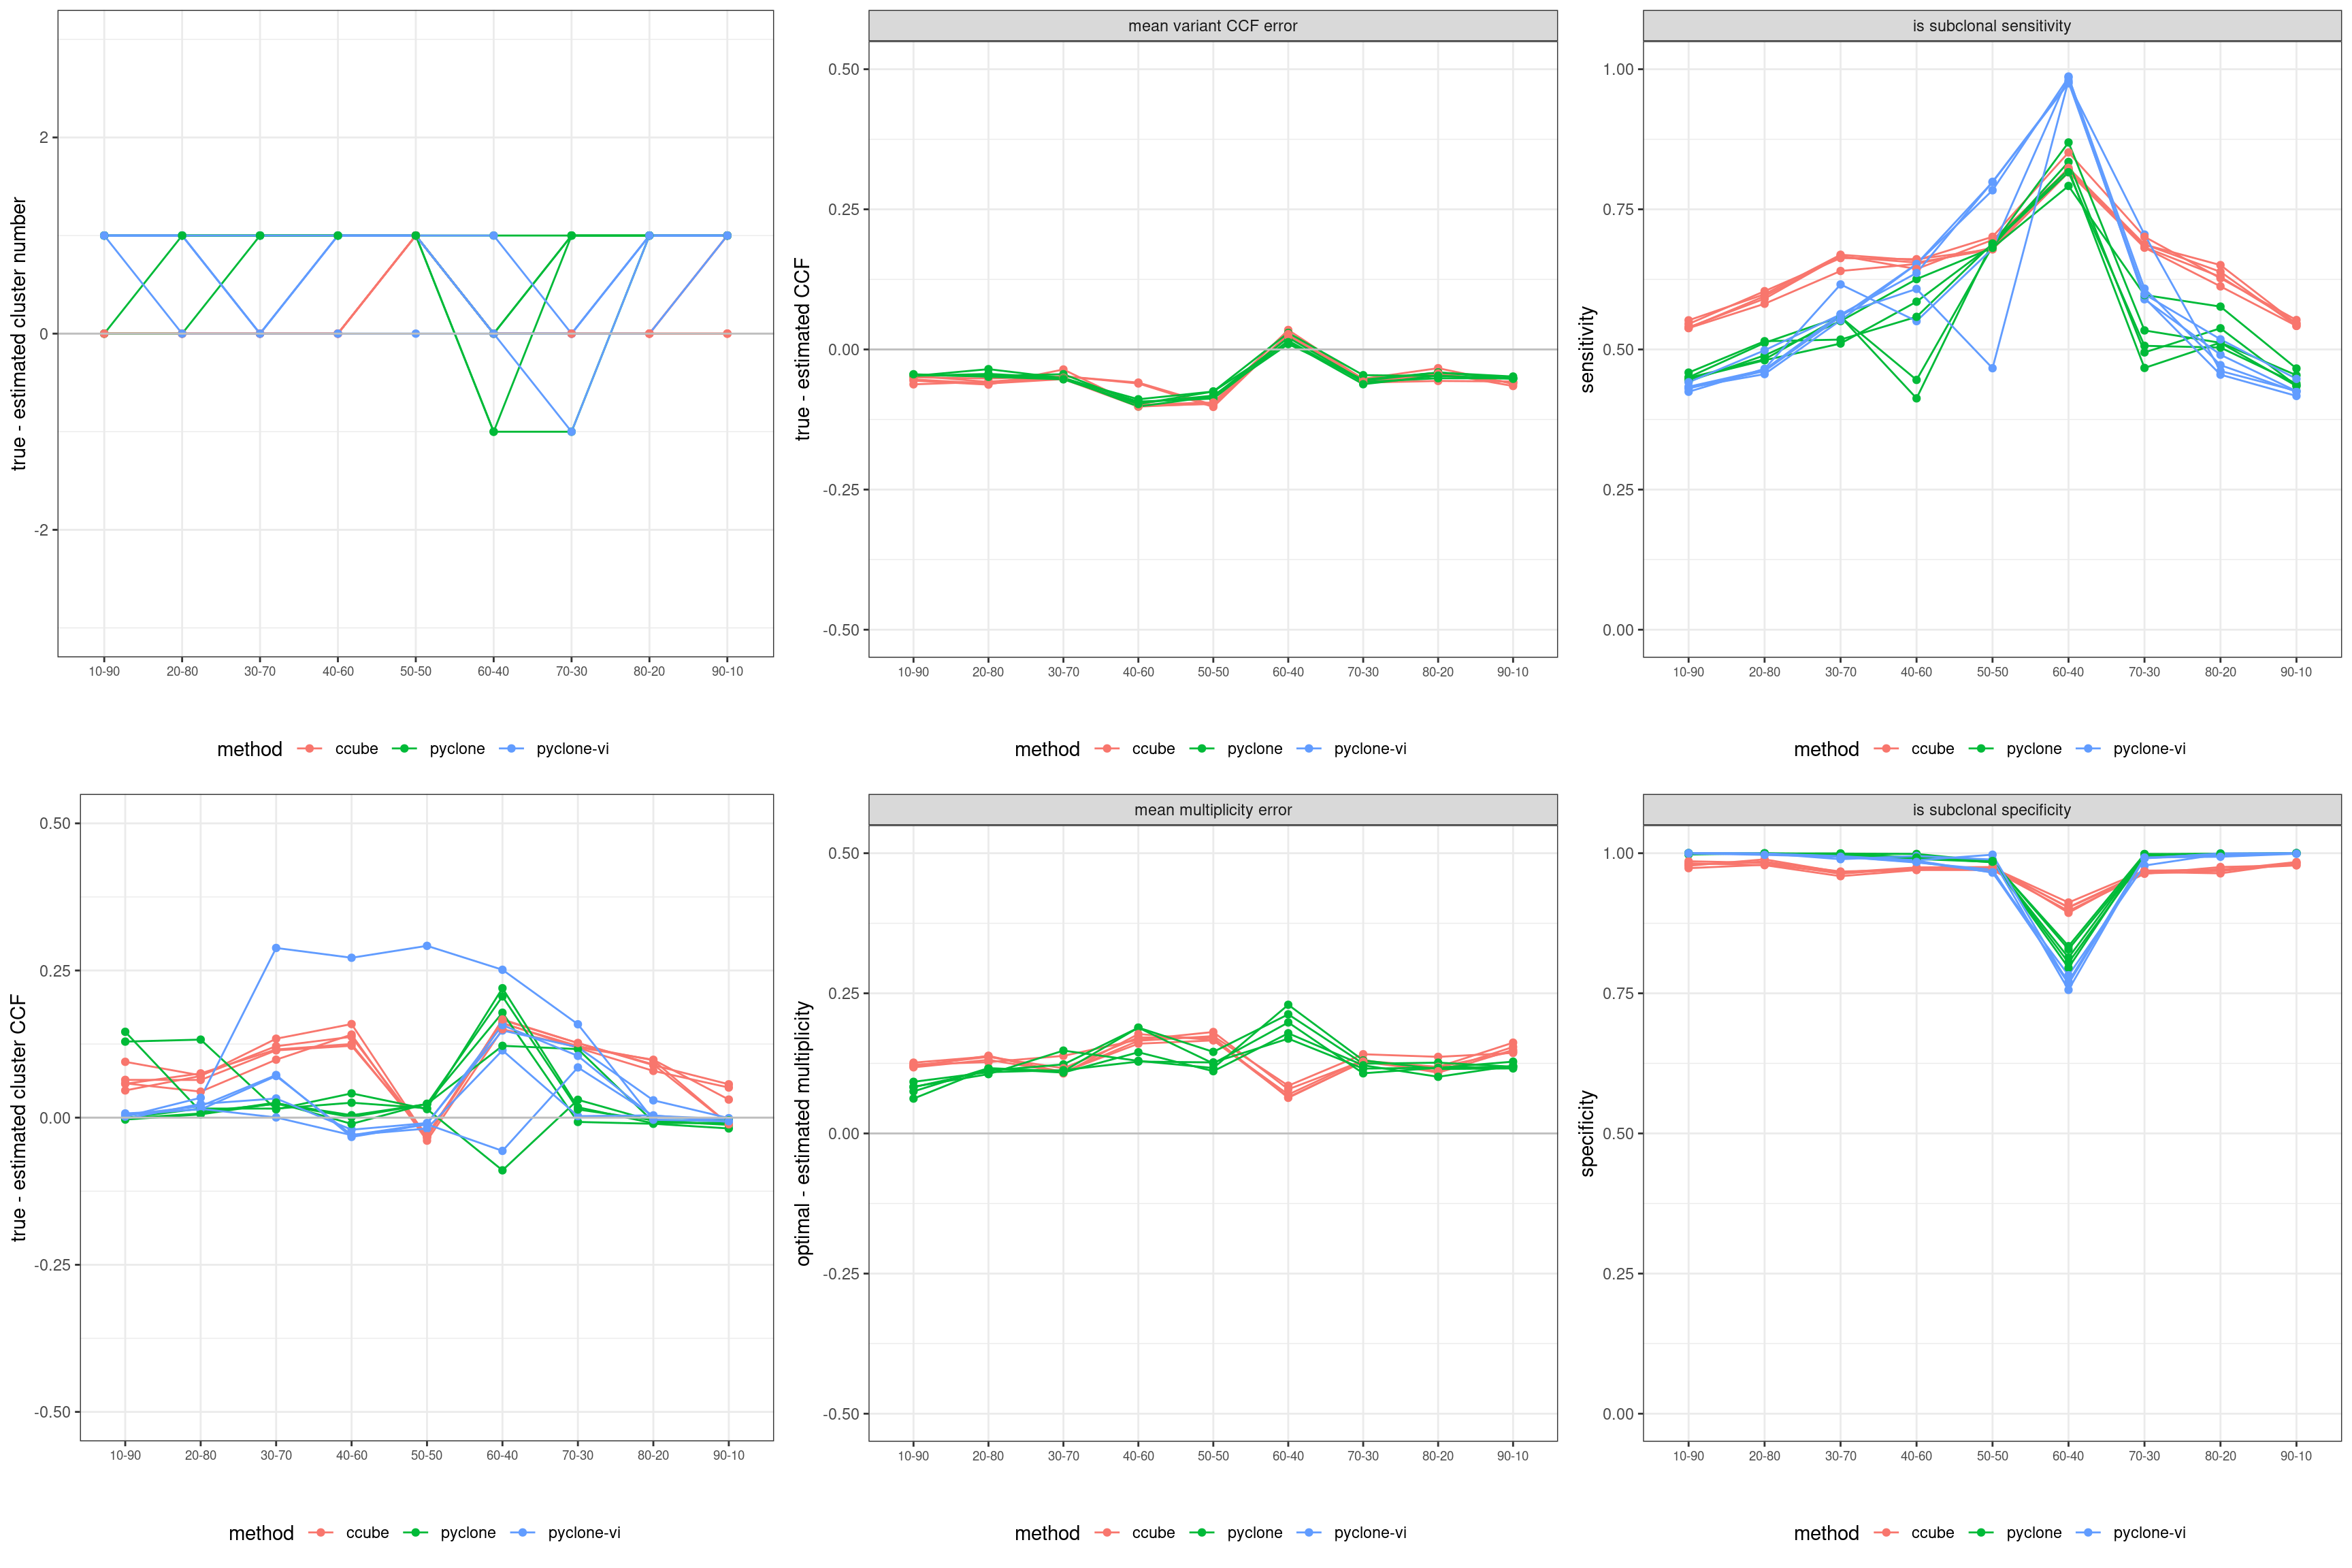 true - estimated cluster number
2
0
-2
10-90 20-80 30-70 40-60 50-50 60-40 70-30 80-20 90-10
method ccube pyclone pyclone-vi
mean variant CCF error
true - estimated CCF
0.50
0.25
0.00
-0.25
-0.50
10-90 20-80 30-70 40-60 50-50 60-40 70-30 80-20 90-10
method ccube pyclone pyclone-vi
is subclonal sensitivity
sensitivity
1.00
0.75
0.50
0.25
0.00
10-90 20-80 30-70 40-60 50-50 60-40 70-30 80-20 90-10
method ccube pyclone pyclone-vi
true - estimated cluster CCF
0.50
0.25
0.00
-0.25
-0.50
10-90 20-80 30-70 40-60 50-50 60-40 70-30 80-20 90-10
method ccube pyclone pyclone-vi
mean multiplicity error
optimal - estimated multiplicity
0.50
0.25
0.00
-0.25
-0.50
10-90 20-80 30-70 40-60 50-50 60-40 70-30 80-20 90-10
method ccube pyclone pyclone-vi
is subclonal specificity
specificity
1.00
0.75
0.50
0.25
0.00
10-90 20-80 30-70 40-60 50-50 60-40 70-30 80-20 90-10
method ccube pyclone pyclone-vi